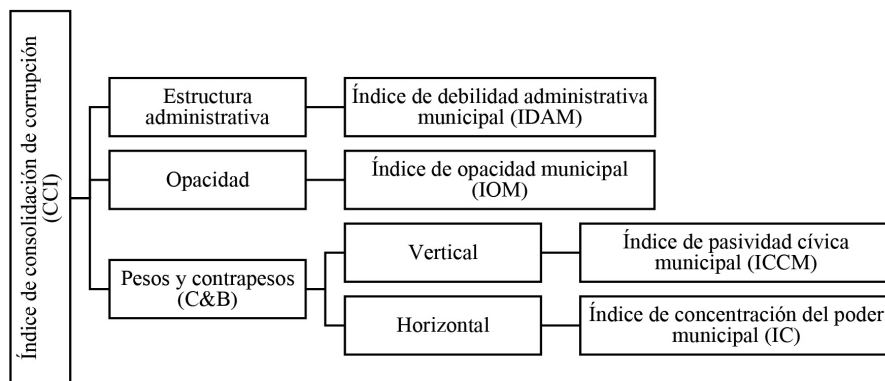 Índice de consolidación de corrupción
(CCI)
Estructura
administrativa
Índice de debilidad administrativa
municipal (IDAM)
Opacidad
Índice de opacidad municipal
(IOM)
Pesos y contrapesos
(C&B)
Vertical
Índice de pasividad cívica
municipal (ICCM)
Horizontal
Índice de concentración del poder
municipal (IC)